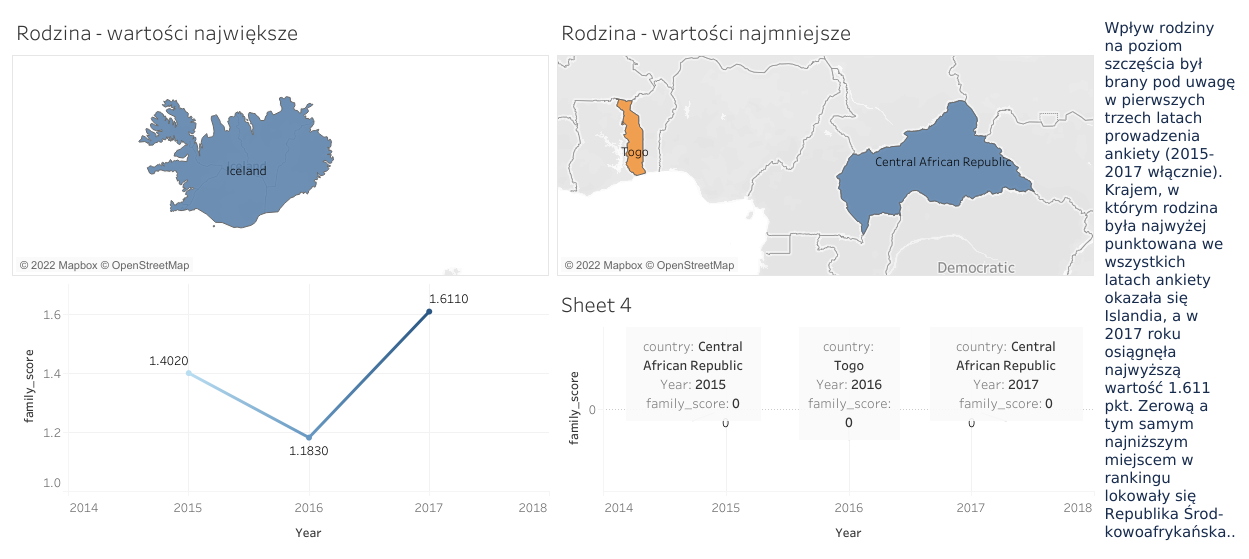 Rodzina - wartości największe
Iceland
© 2022 Mapbox © OpenStreetMap
Rodzina - wartości najmniejsze
Togo
Central African Republic
Democratic
© 2022 Mapbox © OpenStreetMap
family_score
1.6
1.4
1.2
1.0
1.4020
1.1830
1.6110
2014
2015
2016
2017
2018
Year
Sheet 4
family_score
0
country: Central
African Republic
Year: 2015
family_score: 0
0
country:
Togo
Year: 2016
family_score:
0
country: Central
African Republic
Year: 2017
family_score: 0
0
2014
2015
2016
2017
2018
Year
Wpływ rodziny
na poziom
szczęścia był
brany pod uwagę
w pierwszych
trzech latach
prowadzenia
ankiety (2015-
2017 włącznie).
Krajem, w
którym rodzina
była najwyżej
punktowana we
wszystkich
latach ankiety
okazała się
Islandia, a w
2017 roku
osiągnęła
najwyższą
wartość 1.611
pkt. Zerową a
tym samym
najniższym
miejscem w
rankingu
lokowały się
Republika Środ-
kowoafrykańska..